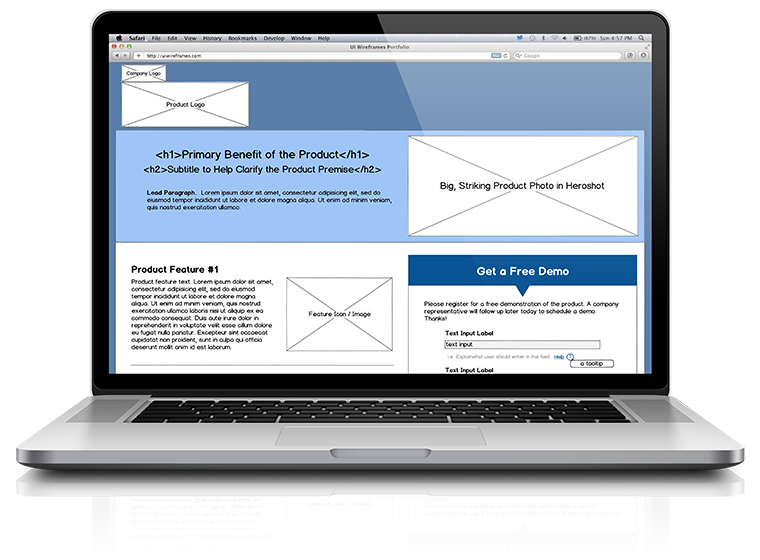 Safari File Edit View History Bookmarks Develop Window Help Sun 4:57 PM
UI Wireframes Portfolio
http://uiwireframes.com Google
Company Logo
Product Logo
<h1>Primary Benefit of the Product</h1>
<h2>Subtitle to Help Clarify the Product Premise</h2>
Lead Paragraph. Lorem ipsum dolor sit amet, consectetur adipisicing elit, sed do
eiusmod tempor incididunt ut labore et dolore magna aliqua. Ut enim ad minim veniam,
quis nostrud exercitation ullamco.
Big, Striking Product Photo in Heroshot
Product Feature #1
Product feature text. Lorem ipsum dolor sit amet,
consectetur adipisicing elit, sed do eiusmod
tempor incididunt ut labore et dolore magna
aliqua. Ut enim ad minim veniam, quis nostrud
exercitation ullamco laboris nisi ut aliquip ex ea
commodo consequat. Duis aute irure dolor in
reprehenderit in voluptate velit esse cillum dolore
eu fugiat nulla pariatur. Excepteur sint occaecat
cupidatat non proident, sunt in culpa qui officia
deserunt mollit anim id est laborum.
Feature Icon / Image
Get a Free Demo
Please register for a free demonstration of the product. A company
representative will follow up later today to schedule a demo.
Thanks!
Text Input Label
text input
i.e. Explain what user should enter in this field Help ?
a tooltip
Text Input Label